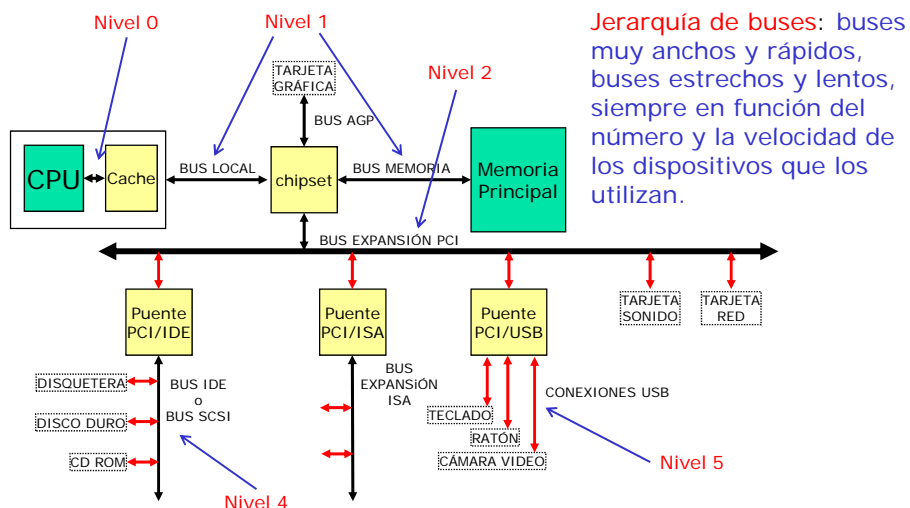 Nivel 0
Nivel 1
Jerarquía de buses: buses
muy anchos y rápidos,
buses estrechos y lentos,
siempre en función del
número y la velocidad de
los dispositivos que los
utilizan.
TARJETA
GRÁFICA
Nivel 2
BUS AGP
CPU
Cache
BUS LOCAL
chipset
BUS MEMORIA
Memoria
Principal
BUS EXPANSIÓN PCI
Puente
PCI/IDE
Puente
PCI/ISA
Puente
PCI/USB
TARJETA
SONIDO
TARJETA
RED
DISQUETERA
DISCO DURO
CD ROM
BUS IDE
o
BUS SCSI
BUS
EXPANSIóN
ISA
CONEXIONES USB
TECLADO
RATÓN
CÁMARA VIDEO
Nivel 4
Nivel 5